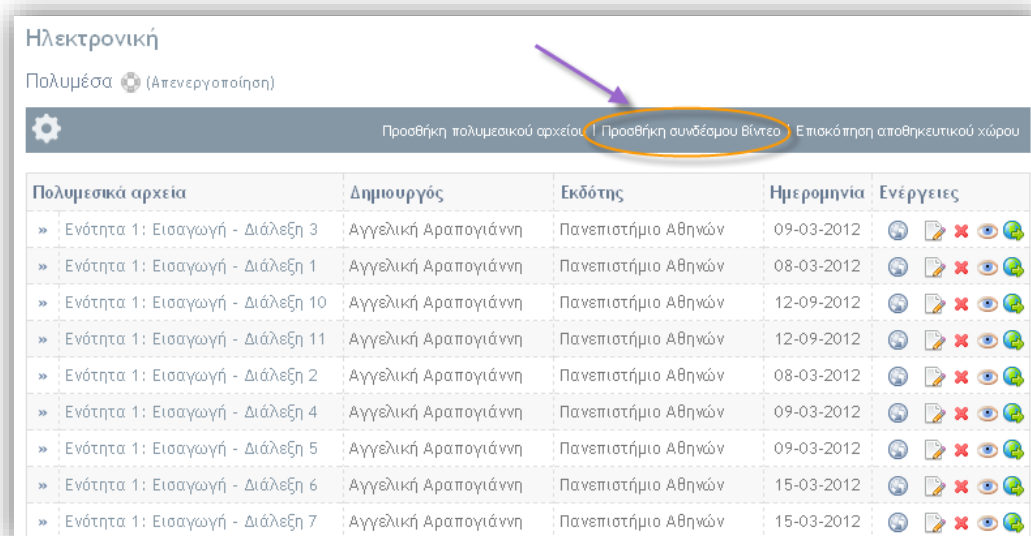 Ηλεκτρονική
Πολυμέσα (Απενεργοποίηση)
Προσθήκη πολυμεσικού αρχείου | Προσθήκη συνδέσμου Βίντεο | Επισκόπηση αποθηκευτικού χώρου
Πολυμεσικά αρχεία Δημιουργός Εκδότης Ημερομηνία Ενέργειες
» Ενότητα 1: Εισαγωγή - Διάλεξη 3 Αγγελική Αραπογιάννη Πανεπιστήμιο Αθηνών 09-03-2012
» Ενότητα 1: Εισαγωγή - Διάλεξη 1 Αγγελική Αραπογιάννη Πανεπιστήμιο Αθηνών 08-03-2012
» Ενότητα 1: Εισαγωγή - Διάλεξη 10 Αγγελική Αραπογιάννη Πανεπιστήμιο Αθηνών 12-09-2012
» Ενότητα 1: Εισαγωγή - Διάλεξη 11 Αγγελική Αραπογιάννη Πανεπιστήμιο Αθηνών 12-09-2012
» Ενότητα 1: Εισαγωγή - Διάλεξη 2 Αγγελική Αραπογιάννη Πανεπιστήμιο Αθηνών 08-03-2012
» Ενότητα 1: Εισαγωγή - Διάλεξη 4 Αγγελική Αραπογιάννη Πανεπιστήμιο Αθηνών 09-03-2012
» Ενότητα 1: Εισαγωγή - Διάλεξη 5 Αγγελική Αραπογιάννη Πανεπιστήμιο Αθηνών 09-03-2012
» Ενότητα 1: Εισαγωγή - Διάλεξη 6 Αγγελική Αραπογιάννη Πανεπιστήμιο Αθηνών 15-03-2012
» Ενότητα 1: Εισαγωγή - Διάλεξη 7 Αγγελική Αραπογιάννη Πανεπιστήμιο Αθηνών 15-03-2012